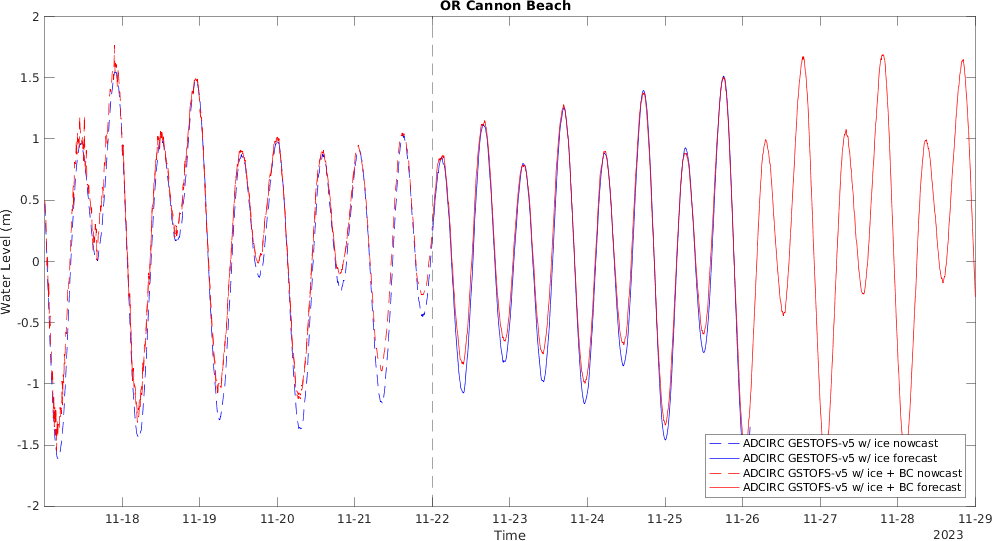 OR Cannon Beach
2
1.5
1
0.5
0
-0.5
-1
-1.5
-2
Water Level (m)
ADCIRC GESTOFS-v5 w/ ice nowcast
ADCIRC GESTOFS-v5 w/ ice forecast
ADCIRC GSTOFS-v5 w/ ice + BC nowcast
ADCIRC GSTOFS-v5 w/ ice + BC forecast
11-18 11-19 11-20 11-21 11-22 11-23 11-24 11-25 11-26 11-27 11-28 11-29
Time
2023